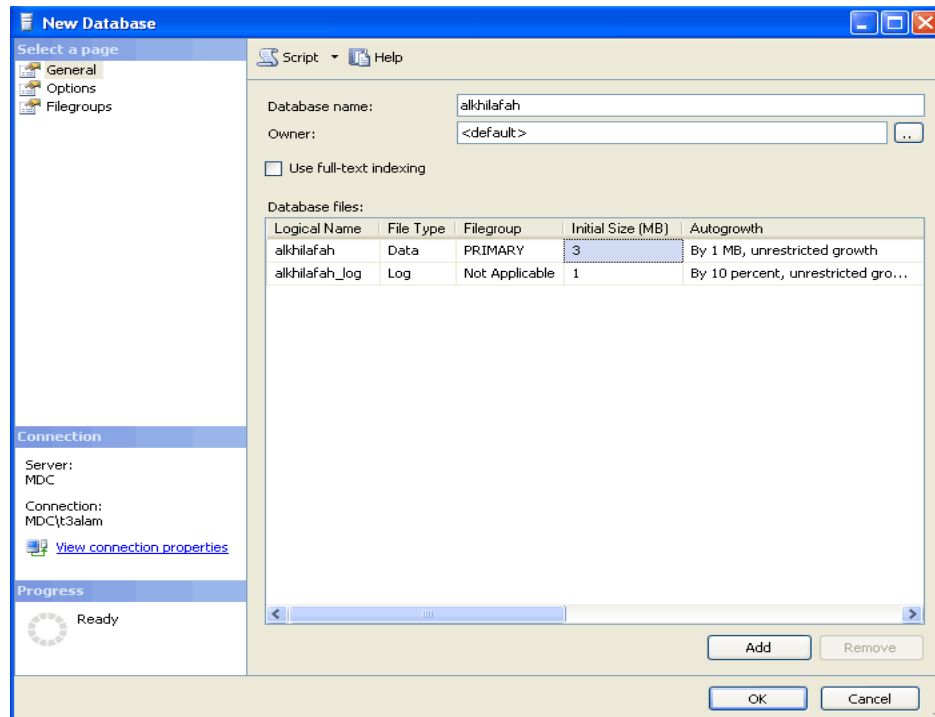 New Database
Select a page
General
Options
Filegroups
Script Help
Database name: alkhilafah
Owner: <default> ..
Use full-text indexing
Database files:
Logical Name File Type Filegroup Initial Size (MB) Autogrowth
alkhilafah Data PRIMARY 3 By 1 MB, unrestricted growth
alkhilafah_log Log Not Applicable 1 By 10 percent, unrestricted gro...
Connection
Server:
MDC
Connection:
MDC\t3alam
View connection properties
Progress
Ready
Add Remove
OK Cancel